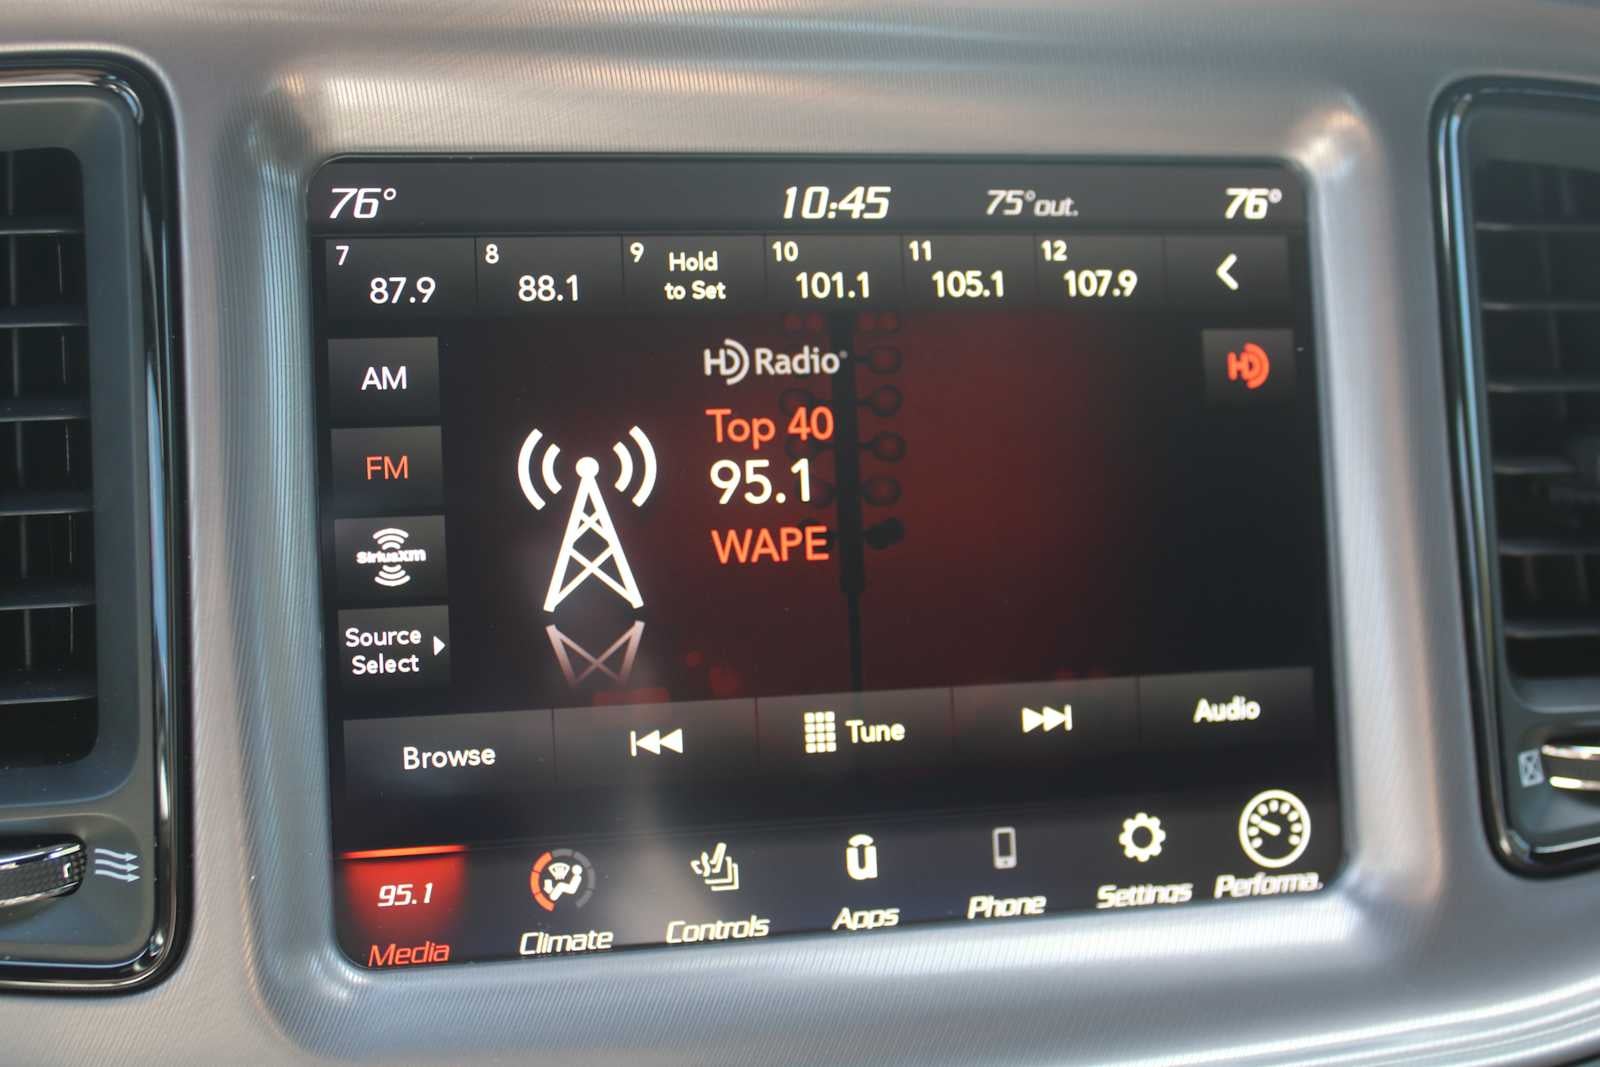 76° 10:45 75° out. 76°
7 87.9 8 88.1 9 Hold to Set 10 101.1 11 105.1 12 107.9
HD Radio
HD
AM
Top 40
FM
95.1
WAPE
SiriusXM
Source
Select
Browse Tune Audio
95.1
Media Climate Controls Apps Phone Settings Performa.